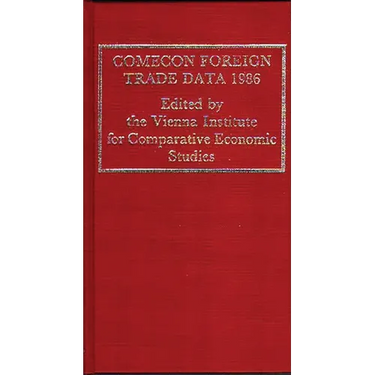 COMECON FOREIGN
TRADE DATA 1986
Edited by
the Vienna Institute
for Comparative Economic
Studies